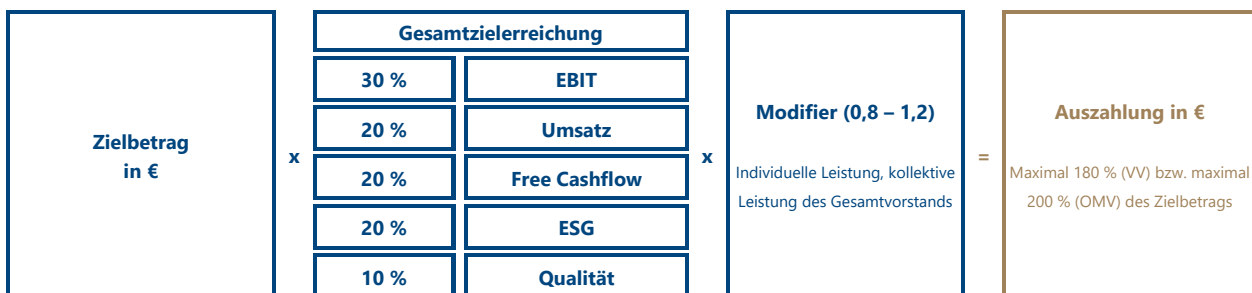 Zielbetrag
in €
x
Gesamtzielerreichung
30 % EBIT
20 % Umsatz
20 % Free Cashflow
20 % ESG
10 % Qualität
x
Modifier (0,8 – 1,2)
Individuelle Leistung, kollektive
Leistung des Gesamtvorstands
=
Auszahlung in €
Maximal 180 % (VV) bzw. maximal
200 % (OMV) des Zielbetrags